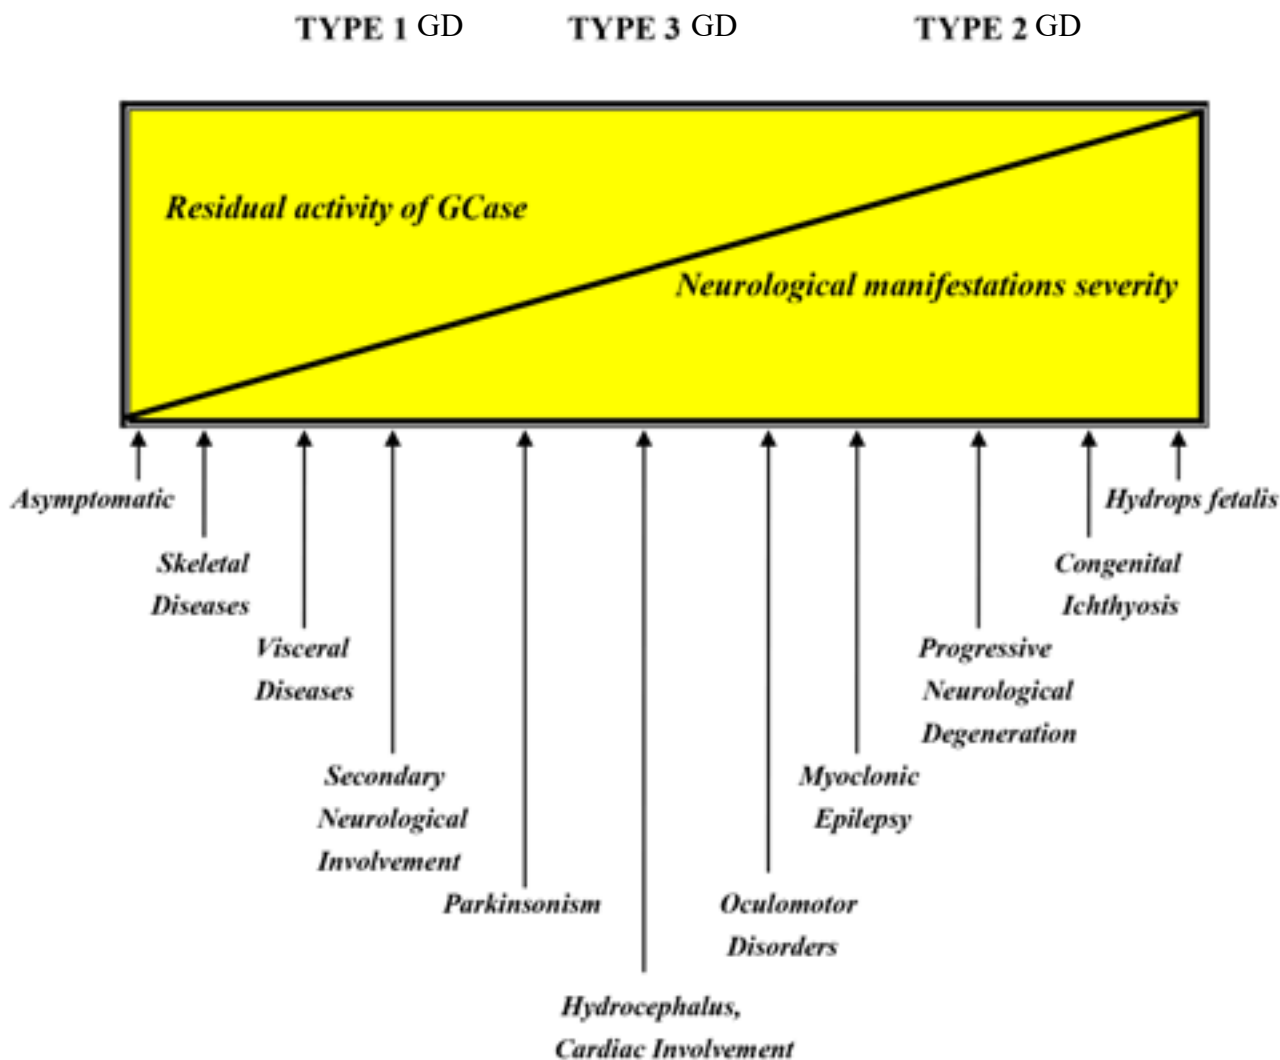 TYPE 1 GD
TYPE 3 GD
TYPE 2 GD
Residual activity of GCase
Neurological manifestations severity
Asymptomatic
Skeletal
Diseases
Visceral
Diseases
Secondary
Neurological
Involvement
Parkinsonism
Hydrocephalus,
Cardiac Involvement
Oculomotor
Disorders
Myoclonic
Epilepsy
Progressive
Neurological
Degeneration
Congenital
Ichthyosis
Hydrops fetalis